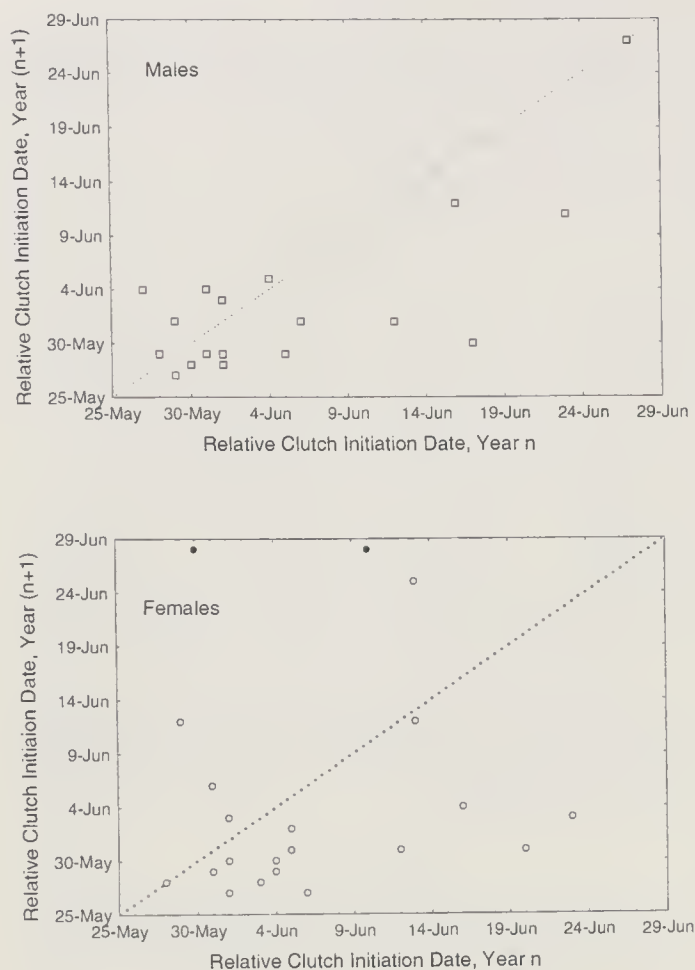 29-Jun
24-Jun
19-Jun
14-Jun
9-Jun
4-Jun
30-May
25-May
Relative Clutch Initiation Date, Year (n+1)
Males
25-May 30-May 4-Jun 9-Jun 14-Jun 19-Jun 24-Jun 29-Jun
Relative Clutch Initiation Date, Year n
29-Jun
24-Jun
19-Jun
14-Jun
9-Jun
4-Jun
30-May
25-May
Relative Clutch Initiaion Date, Year (n+1)
Females
25-May 30-May 4-Jun 9-Jun 14-Jun 19-Jun 24-Jun 29-Jun
Relative Clutch Initiation Date, Year n